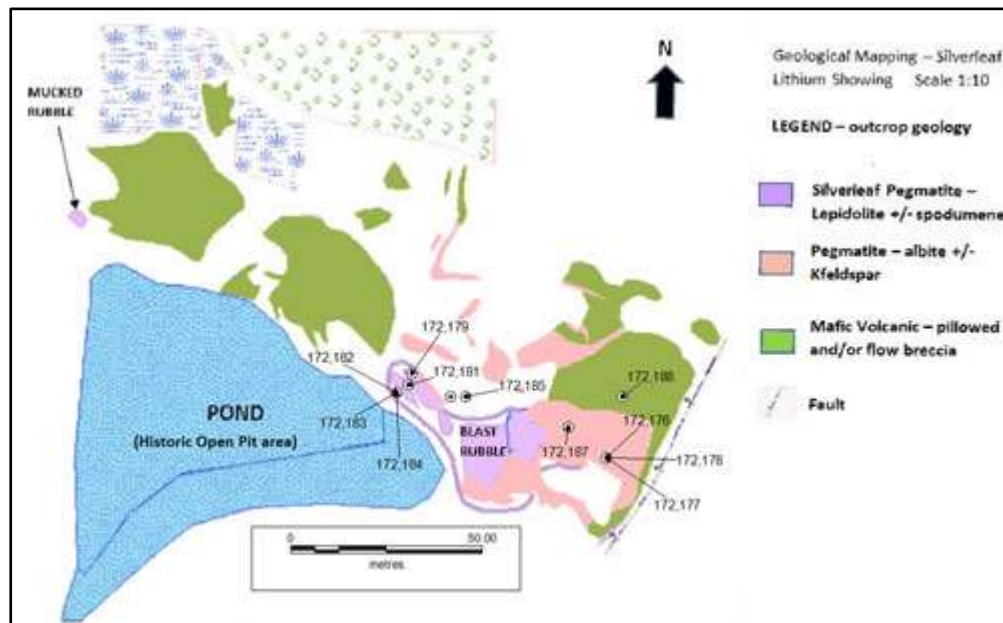 N
Geological Mapping – Silverleaf
Lithium Showing Scale 1:10
LEGEND – outcrop geology
Silverleaf Pegmatite –
Lepidolite +/- spodumene
Pegmatite – albite +/-
Kfeldspar
Mafic Volcanic – pillowed
and/or flow breccia
Fault
MUCKED
RUBBLE
172,179
172,182
172,181
172,185
172,188
172,183
172,184
172,176
172,187
172,178
172,177
POND
(Historic Open Pit area)
BLAST
RUBBLE
0
50.00
metres